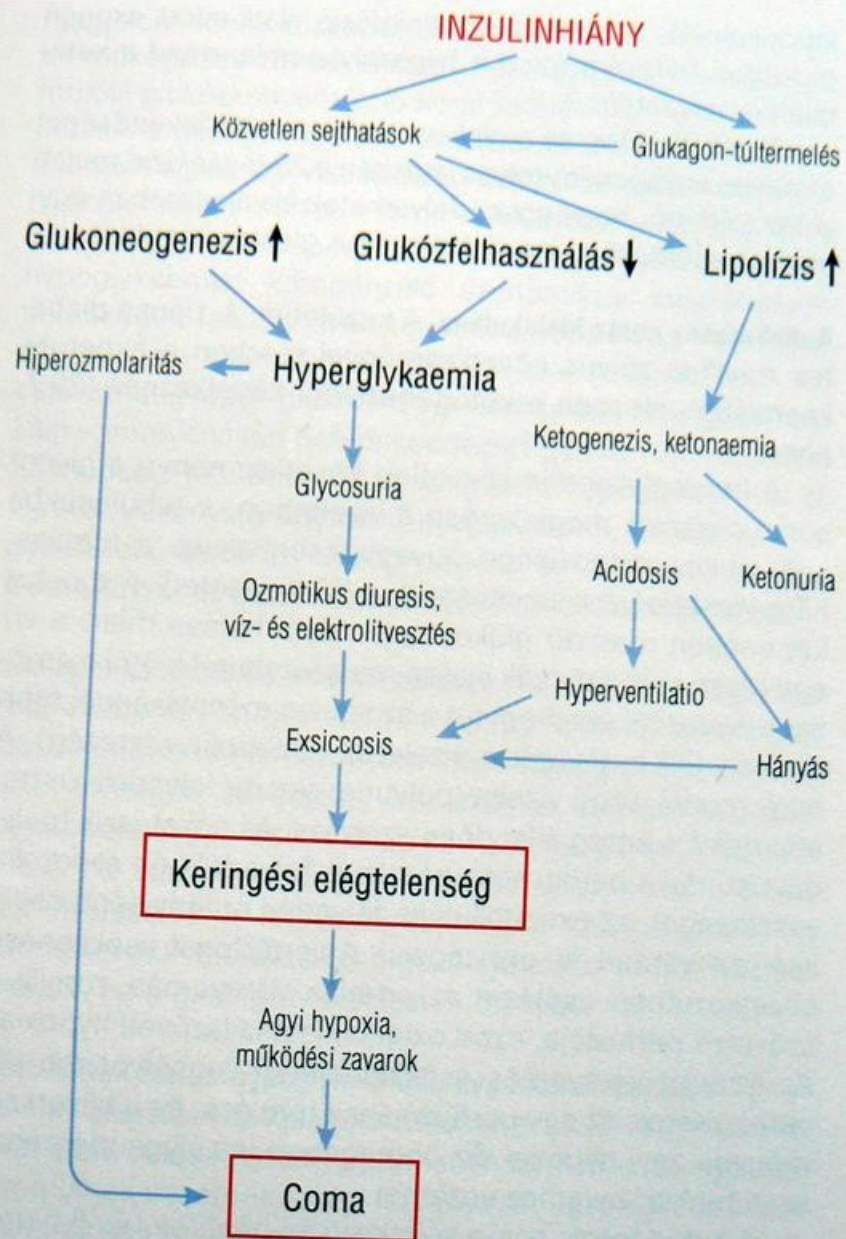 INZULINHIÁNY
Közvetlen sejthatások
Glukagon-túltermelés
Glukoneogenezis ↑
Glukózfelhasználás ↓
Lipolízis ↑
Hiperozmolaritás
Hyperglykaemia
Ketogenezis, ketonaemia
Glycosuria
Acidosis
Ketonuria
Ozmotikus diuresis,
víz- és elektrolitvesztés
Hyperventilatio
Exsiccosis
Hányás
Keringési elégtelenség
Agyi hypoxia,
működési zavarok
Coma